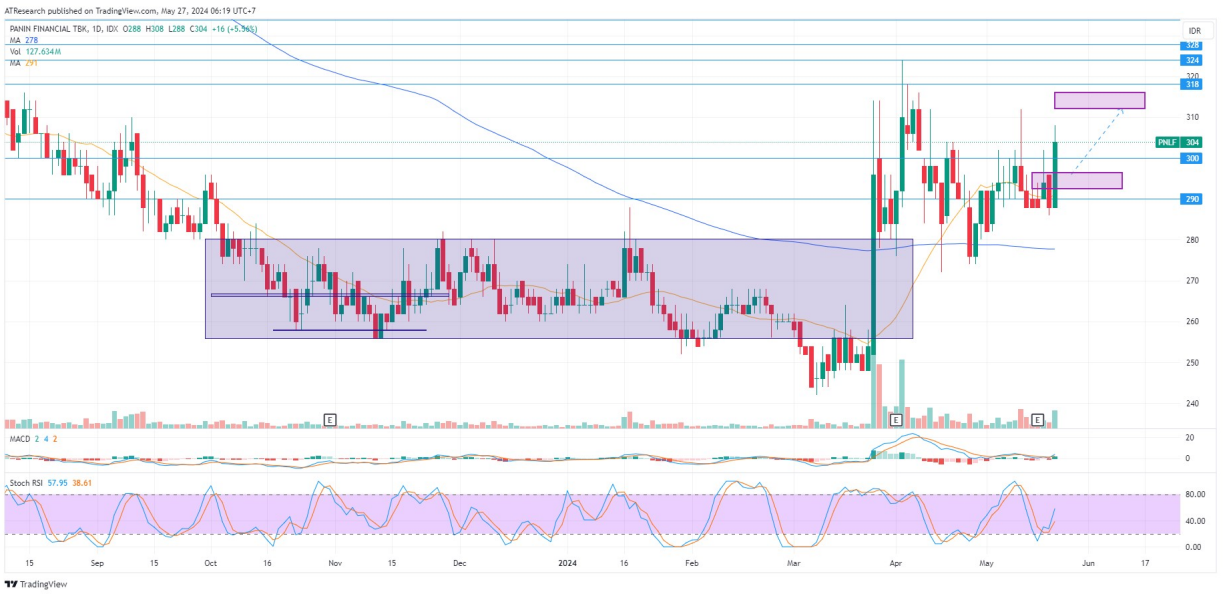 ATResearch published on TradingView.com, May 27, 2024 06:19 UTC+7
PANIN FINANCIAL TBK, 1D, IDX O288 H308 L288 C304 +16 (+5.56%)
MA 278
Vol 127.634M
MA 291
IDR
328
324
320
318
310
PNLF 304
300
290
280
270
260
250
240
E
E
E
MACD 2 4 2
20
0
Stoch RSI 57.95 38.61
80.00
40.00
0.00
15 Sep 15 Oct 16 Nov 15 Dec 2024 16 Feb Mar Apr May Jun 17
TradingView